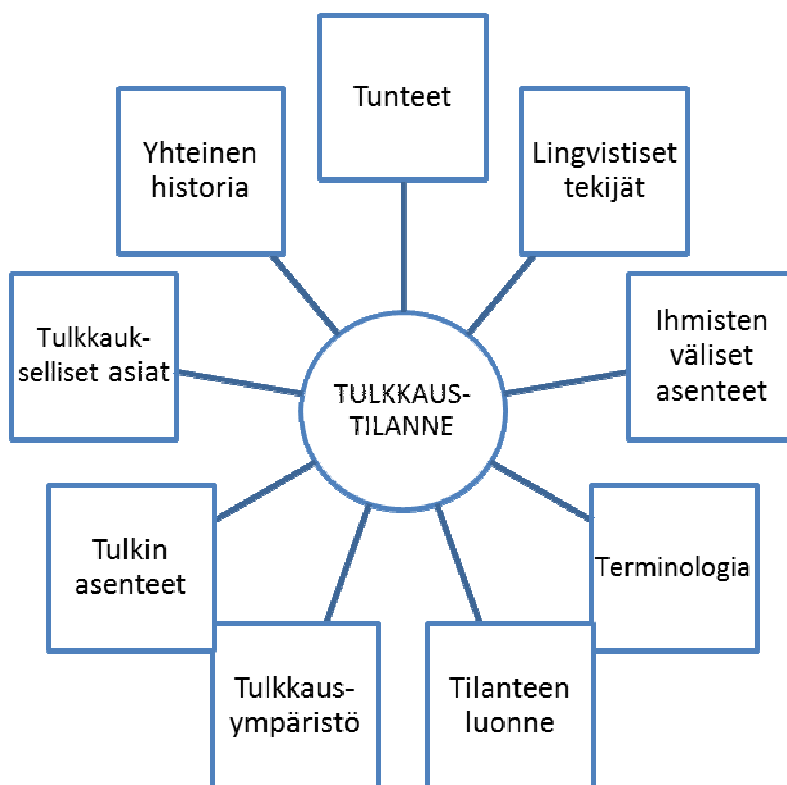 Tunteet
Lingvistiset
tekijät
Ihmisten
väliset
asenteet
Terminologia
Tilanteen
luonne
Tulkkaus-
ympäristö
Tulkin
asenteet
Tulkkauk-
selliset asiat
Yhteinen
historia
TULKKAUS-
TILANNE